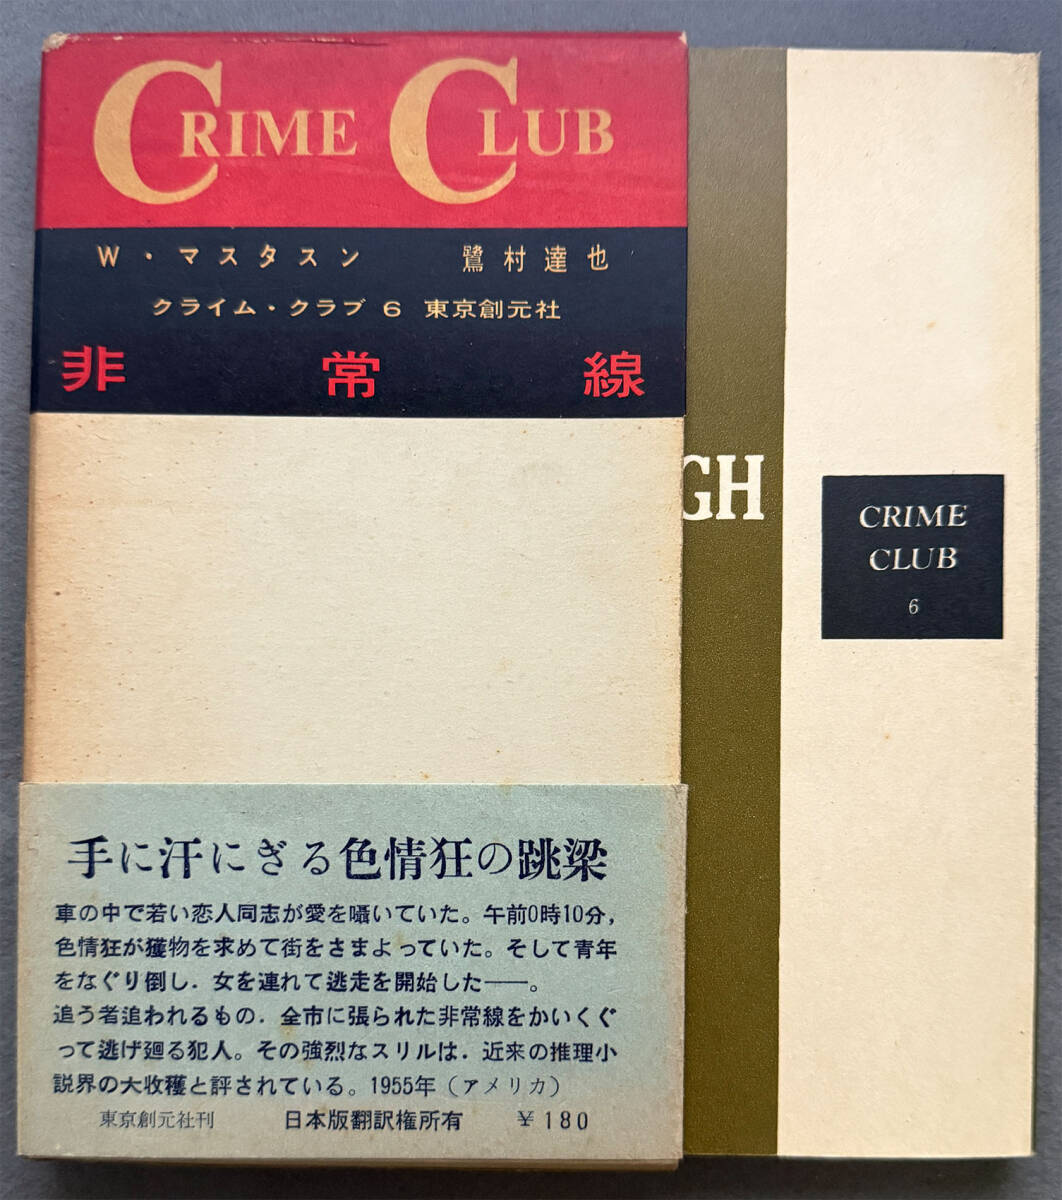 CRIME CLUB
W・マスタスン 鷺村達也
クライム・クラブ 6 東京創元社
非常線
GH
CRIME
CLUB
6
手に汗にぎる色情狂の跳梁
車の中で若い恋人同志が愛を囁いていた。午前0時10分，
色情狂が獲物を求めて街をさまよっていた。そして青年
をなぐり倒し．女を連れて逃走を開始した――。
追う者追われるもの．全市に張られた非常線をかいくぐ
って逃げ廻る犯人。その強烈なスリルは．近来の推理小
説界の大収穫と評されている。1955年（アメリカ）
東京創元社刊 日本版翻訳権所有 ￥180